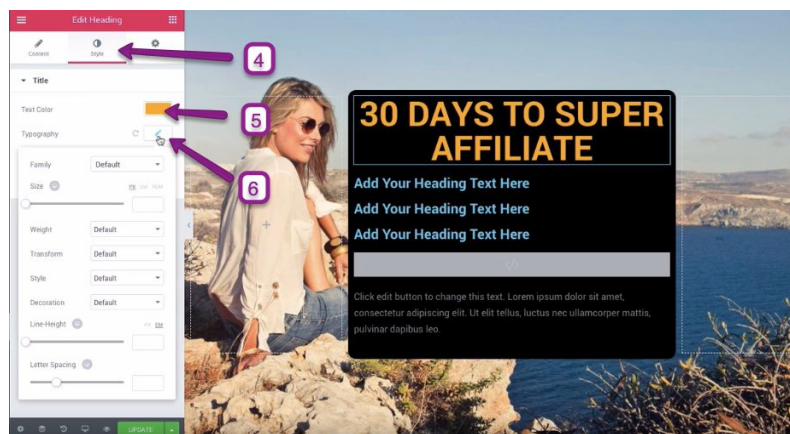 Edit Heading
Content
Style
4
Title
Text Color
5
Typography
6
Family
Default
Size
PX EM REM
Weight
Default
Transform
Default
Style
Default
Decoration
Default
Line-Height
PX EM
Letter Spacing
UPDATE
30 DAYS TO SUPER
AFFILIATE
Add Your Heading Text Here
Add Your Heading Text Here
Add Your Heading Text Here
Click edit button to change this text. Lorem ipsum dolor sit amet,
consectetur adipiscing elit. Ut elit tellus, luctus nec ullamcorper mattis,
pulvinar dapibus leo.